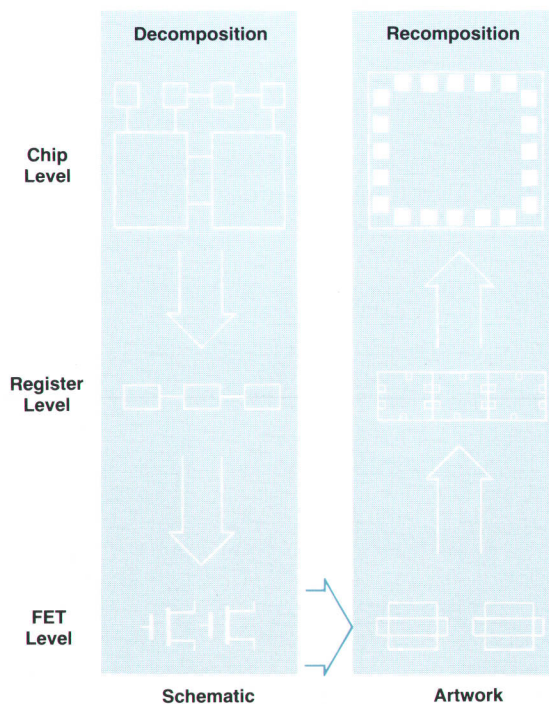 Decomposition
Recomposition
Chip
Level
Register
Level
FET
Level
Schematic
Artwork